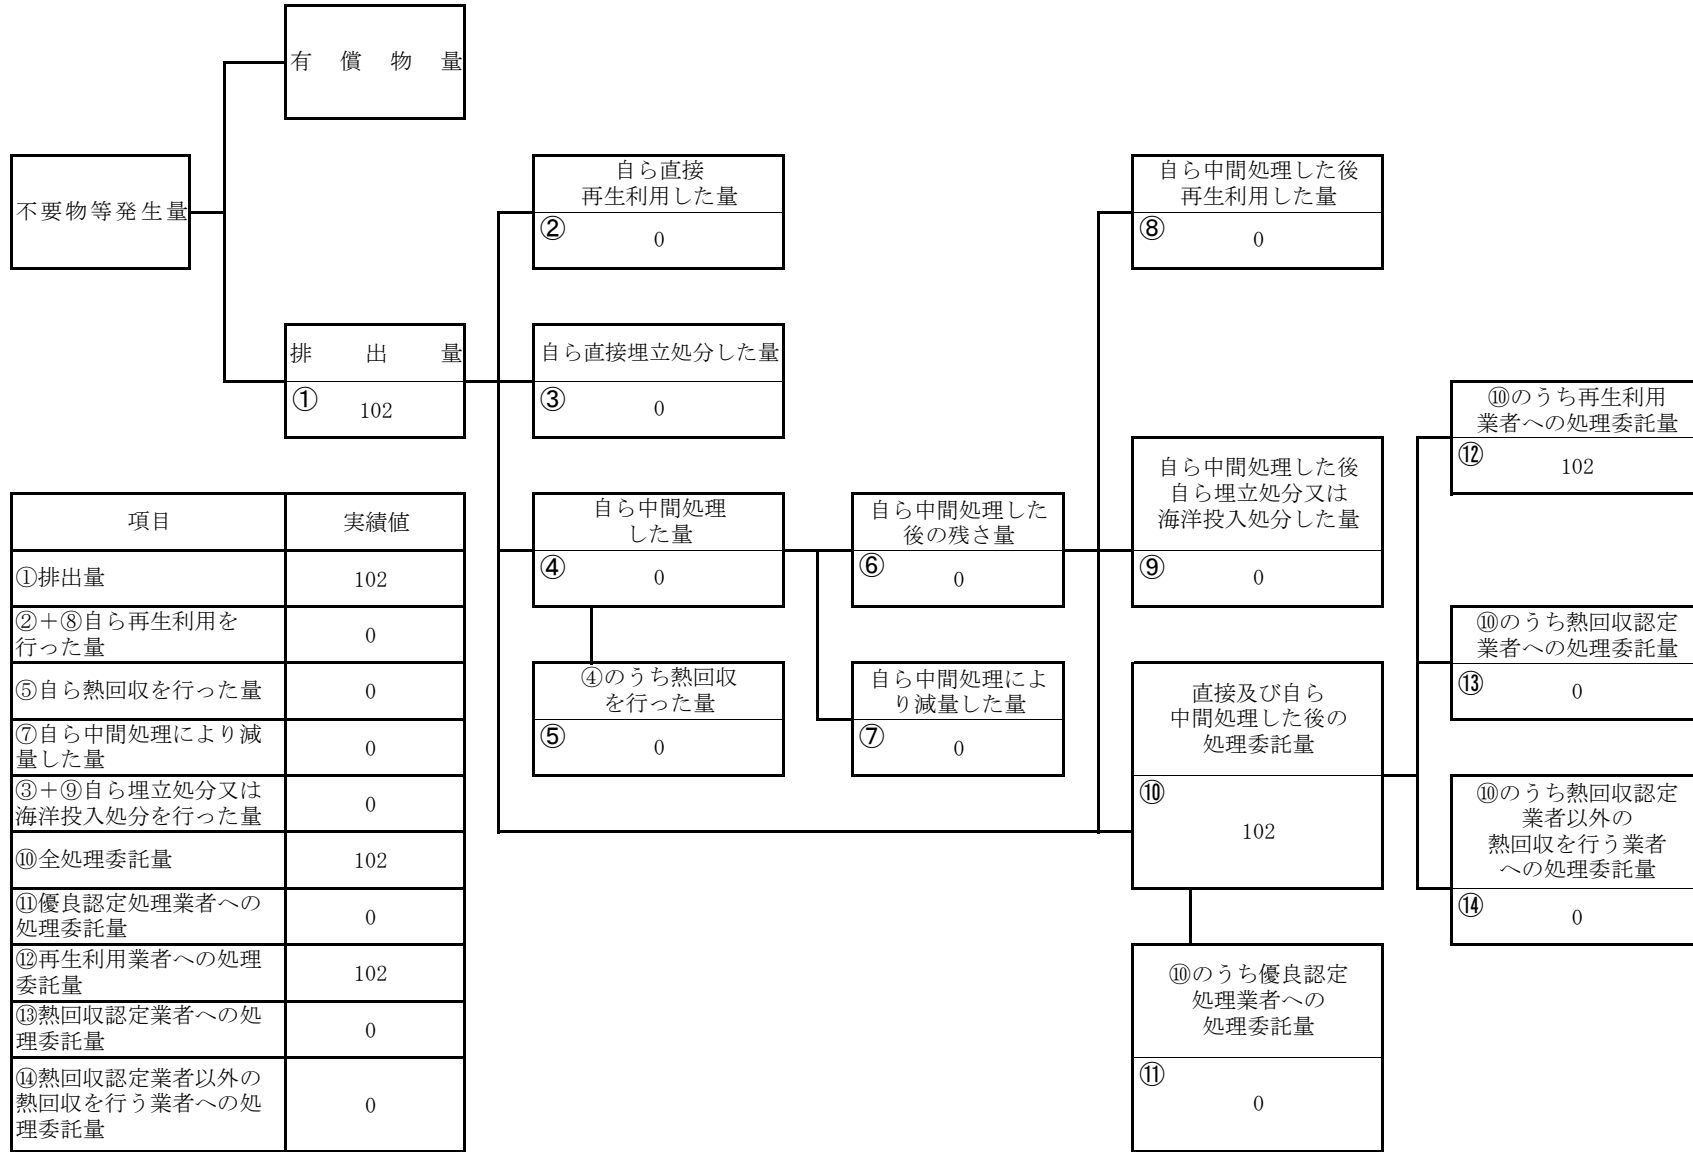 有償物量
不要物等発生量
自ら直接
再生利用した量
②
0
自ら中間処理した後
再生利用した量
⑧
0
排出量
①
102
自ら直接埋立処分した量
③
0
⑩のうち再生利用
業者への処理委託量
⑫
102
自ら中間処理
した量
④
0
自ら中間処理した
後の残さ量
⑥
0
自ら中間処理した後
自ら埋立処分又は
海洋投入処分した量
⑨
0
⑩のうち熱回収認定
業者への処理委託量
⑬
0
④のうち熱回収
を行った量
⑤
0
自ら中間処理によ
り減量した量
⑦
0
直接及び自ら
中間処理した後の
処理委託量
⑩
102
⑩のうち熱回収認定
業者以外の
熱回収を行う業者
への処理委託量
⑭
0
⑩のうち優良認定
処理業者への
処理委託量
⑪
0
項目 実績値
①排出量 102
②+⑧自ら再生利用を
行った量 0
⑤自ら熱回収を行った量 0
⑦自ら中間処理により減
量した量 0
③+⑨自ら埋立処分又は
海洋投入処分を行った量 0
⑩全処理委託量 102
⑪優良認定処理業者への
処理委託量 0
⑫再生利用業者への処理
委託量 102
⑬熱回収認定業者への処
理委託量 0
⑭熱回収認定業者以外の
熱回収を行う業者への処
理委託量 0